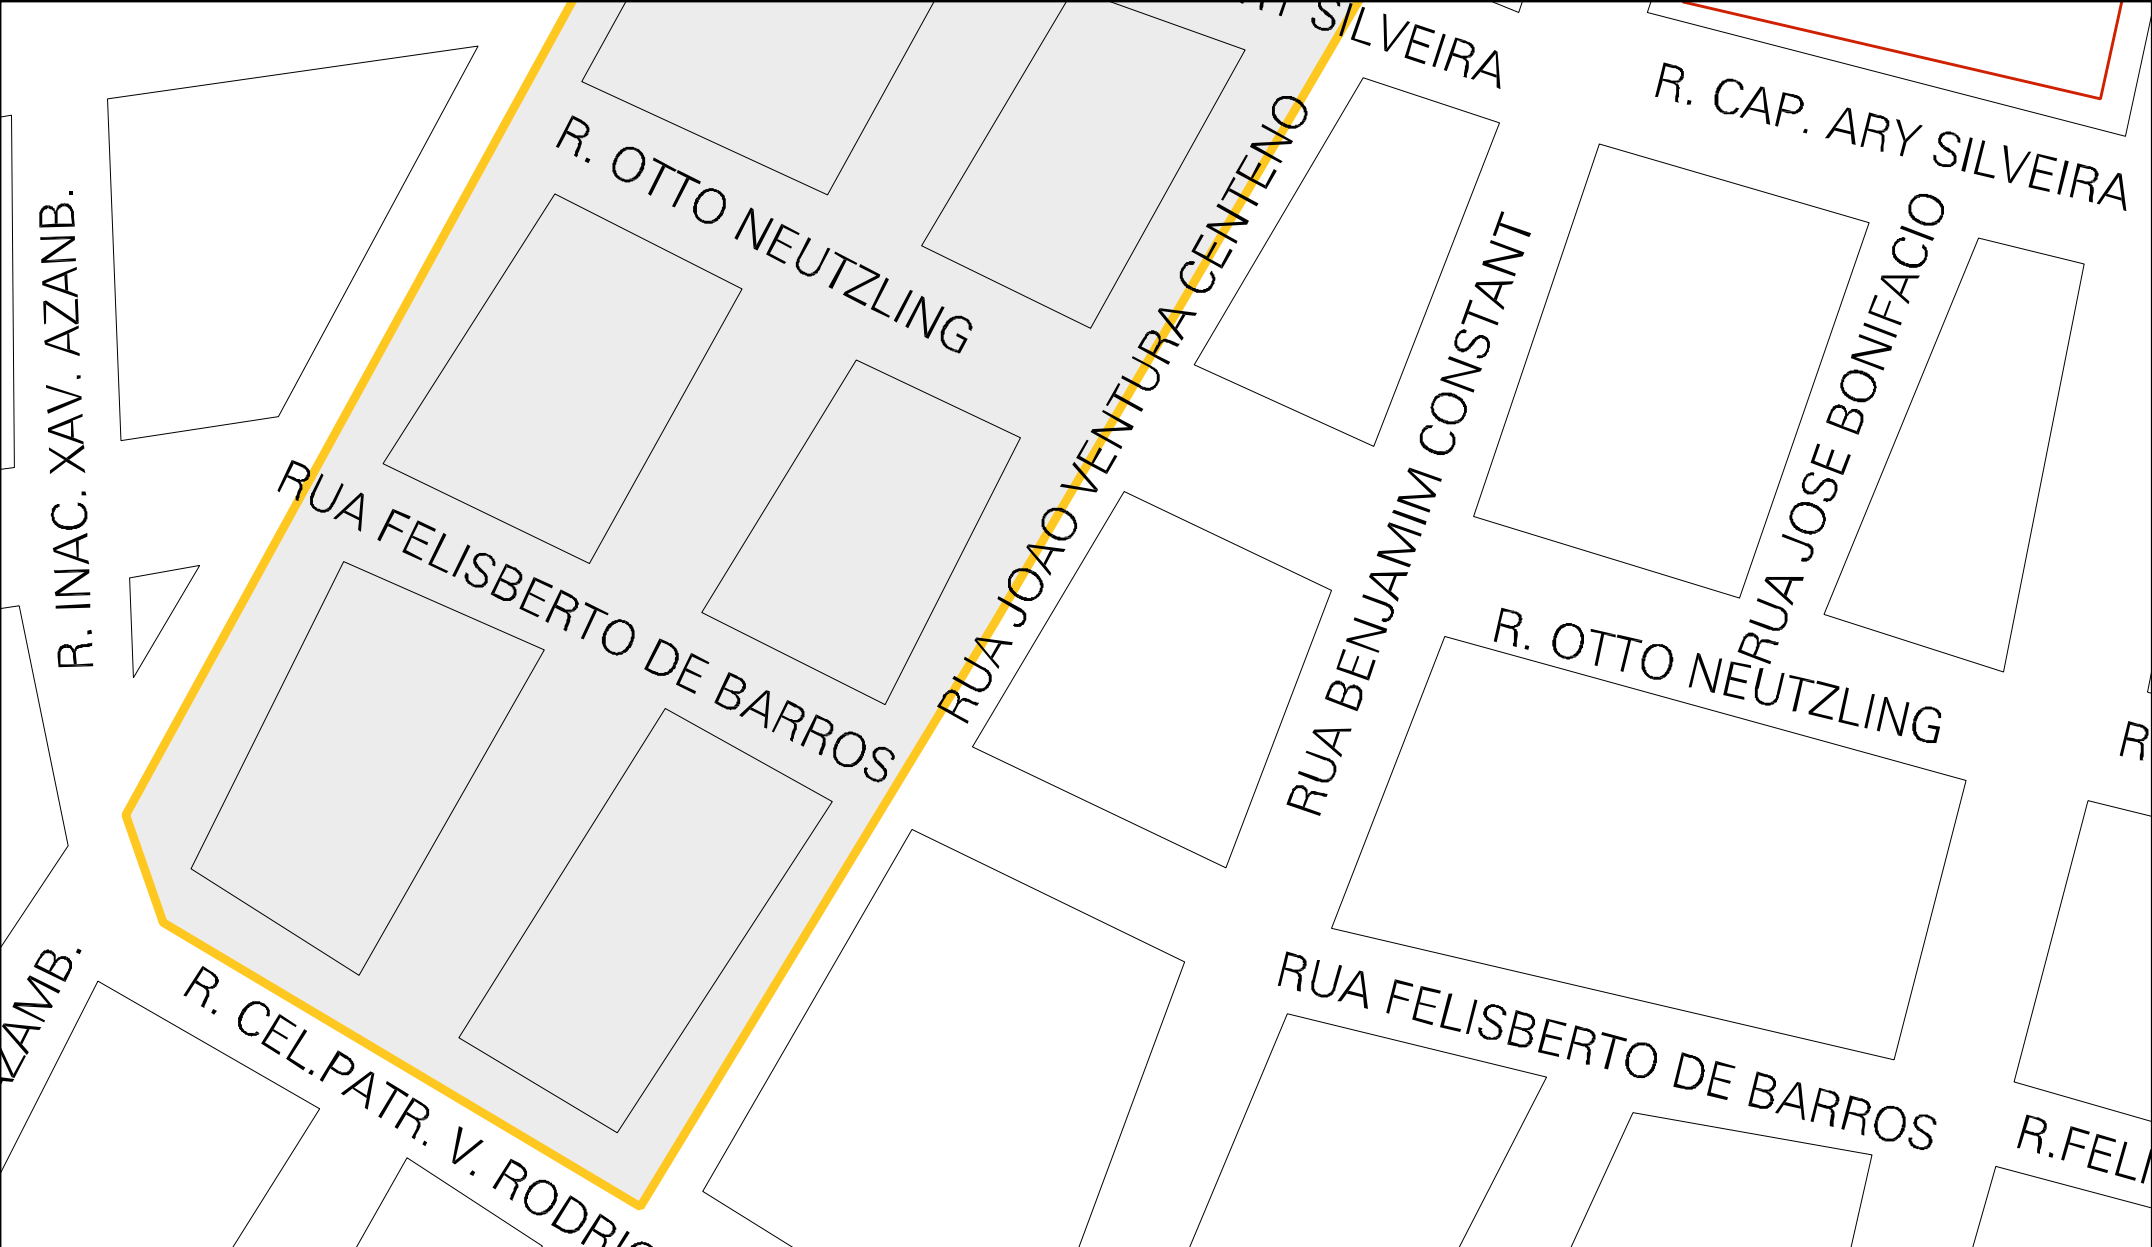 SILVEIRA
R. CAP. ARY SILVEIRA
R. OTTO NEUTZLING
RUA JOAO VENTURA CENTENO
R. INAC. XAV. AZANB.
RUA BENJAMIM CONSTANT
RUA JOSE BONIFACIO
RUA FELISBERTO DE BARROS
R. OTTO NEUTZLING
R
ZAMB.
R. CEL.PATR. V. RODRIG
RUA FELISBERTO DE BARROS
R.FELI